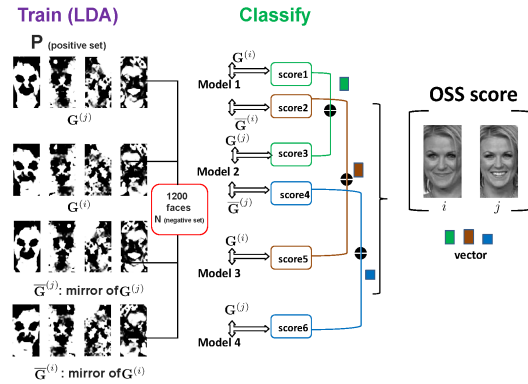 Train (LDA)
P (positive set)
G^(j)
G^(i)
G̅^(j): mirror of G^(j)
G̅^(i): mirror of G^(i)
1200
faces
N (negative set)
Classify
G^(i)
Model 1
score1
G̅^(i)
score2
G^(j)
Model 2
score3
G̅^(j)
score4
G^(i)
Model 3
score5
G^(j)
Model 4
score6
OSS score
i
j
vector